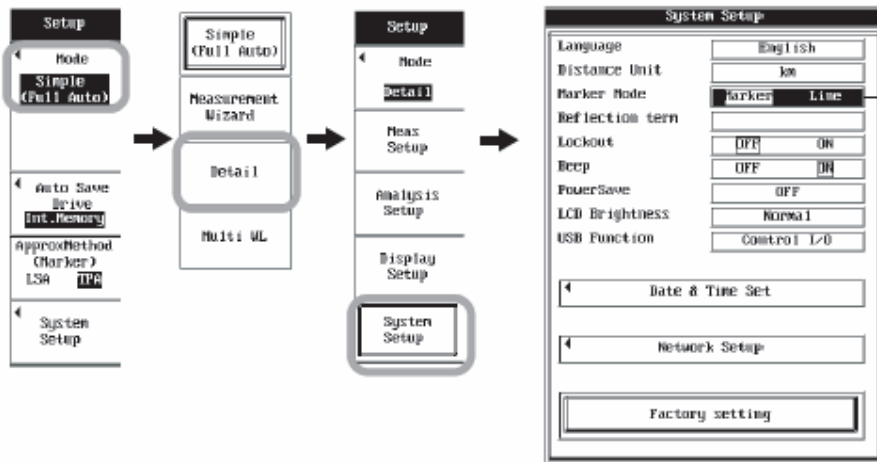 Setup
Mode
Simple
(Full Auto)
Auto Save
Drive
Int.Memory
ApproxMethod
(Marker)
LSA TPA
System
Setup
Simple
(Full Auto)
Measurement
Wizard
Detail
Multi WL
Setup
Mode
Detail
Meas
Setup
Analysis
Setup
Display
Setup
System
Setup
System Setup
Language English
Distance Unit km
Marker Mode Marker Line
Reflection term
Lockout OFF ON
Beep OFF ON
PowerSave OFF
LCD Brightness Normal
USB Function Control I/O
Date & Time Set
Network Setup
Factory setting